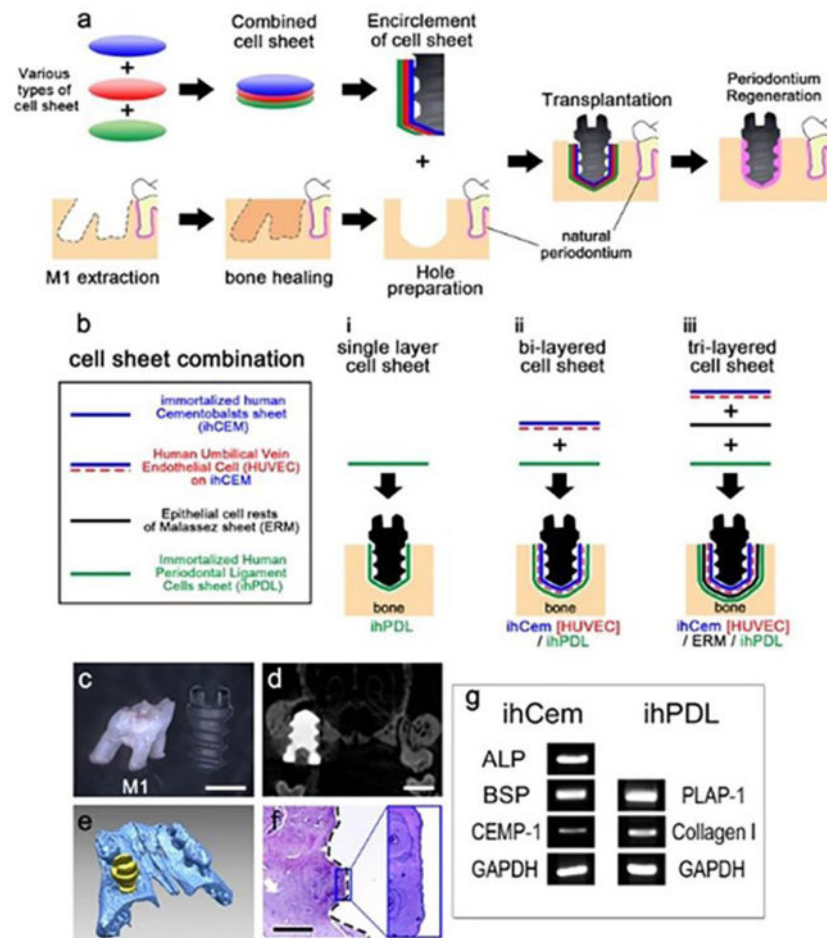 a
Various
types of
cell sheet
+
+
Combined
cell sheet
Encirclement
of cell sheet
+
Transplantation
Periodontium
Regeneration
natural
periodontium
M1 extraction
bone healing
Hole
preparation
b
cell sheet combination
immortalized human
Cementobalsts sheet
(ihCEM)
Human Umbilical Vein
Endothelial Cell (HUVEC)
on ihCEM
Epithelial cell rests
of Malassez sheet (ERM)
Immortalized Human
Periodontal Ligament
Cells sheet (ihPDL)
i
single layer
cell sheet
bone
ihPDL
ii
bi-layered
cell sheet
+
bone
ihCem [HUVEC]
/ ihPDL
iii
tri-layered
cell sheet
+
+
bone
ihCem [HUVEC]
/ ERM / ihPDL
c
M1
d
e
f
g
ihCem ihPDL
ALP
BSP PLAP-1
CEMP-1 Collagen I
GAPDH GAPDH